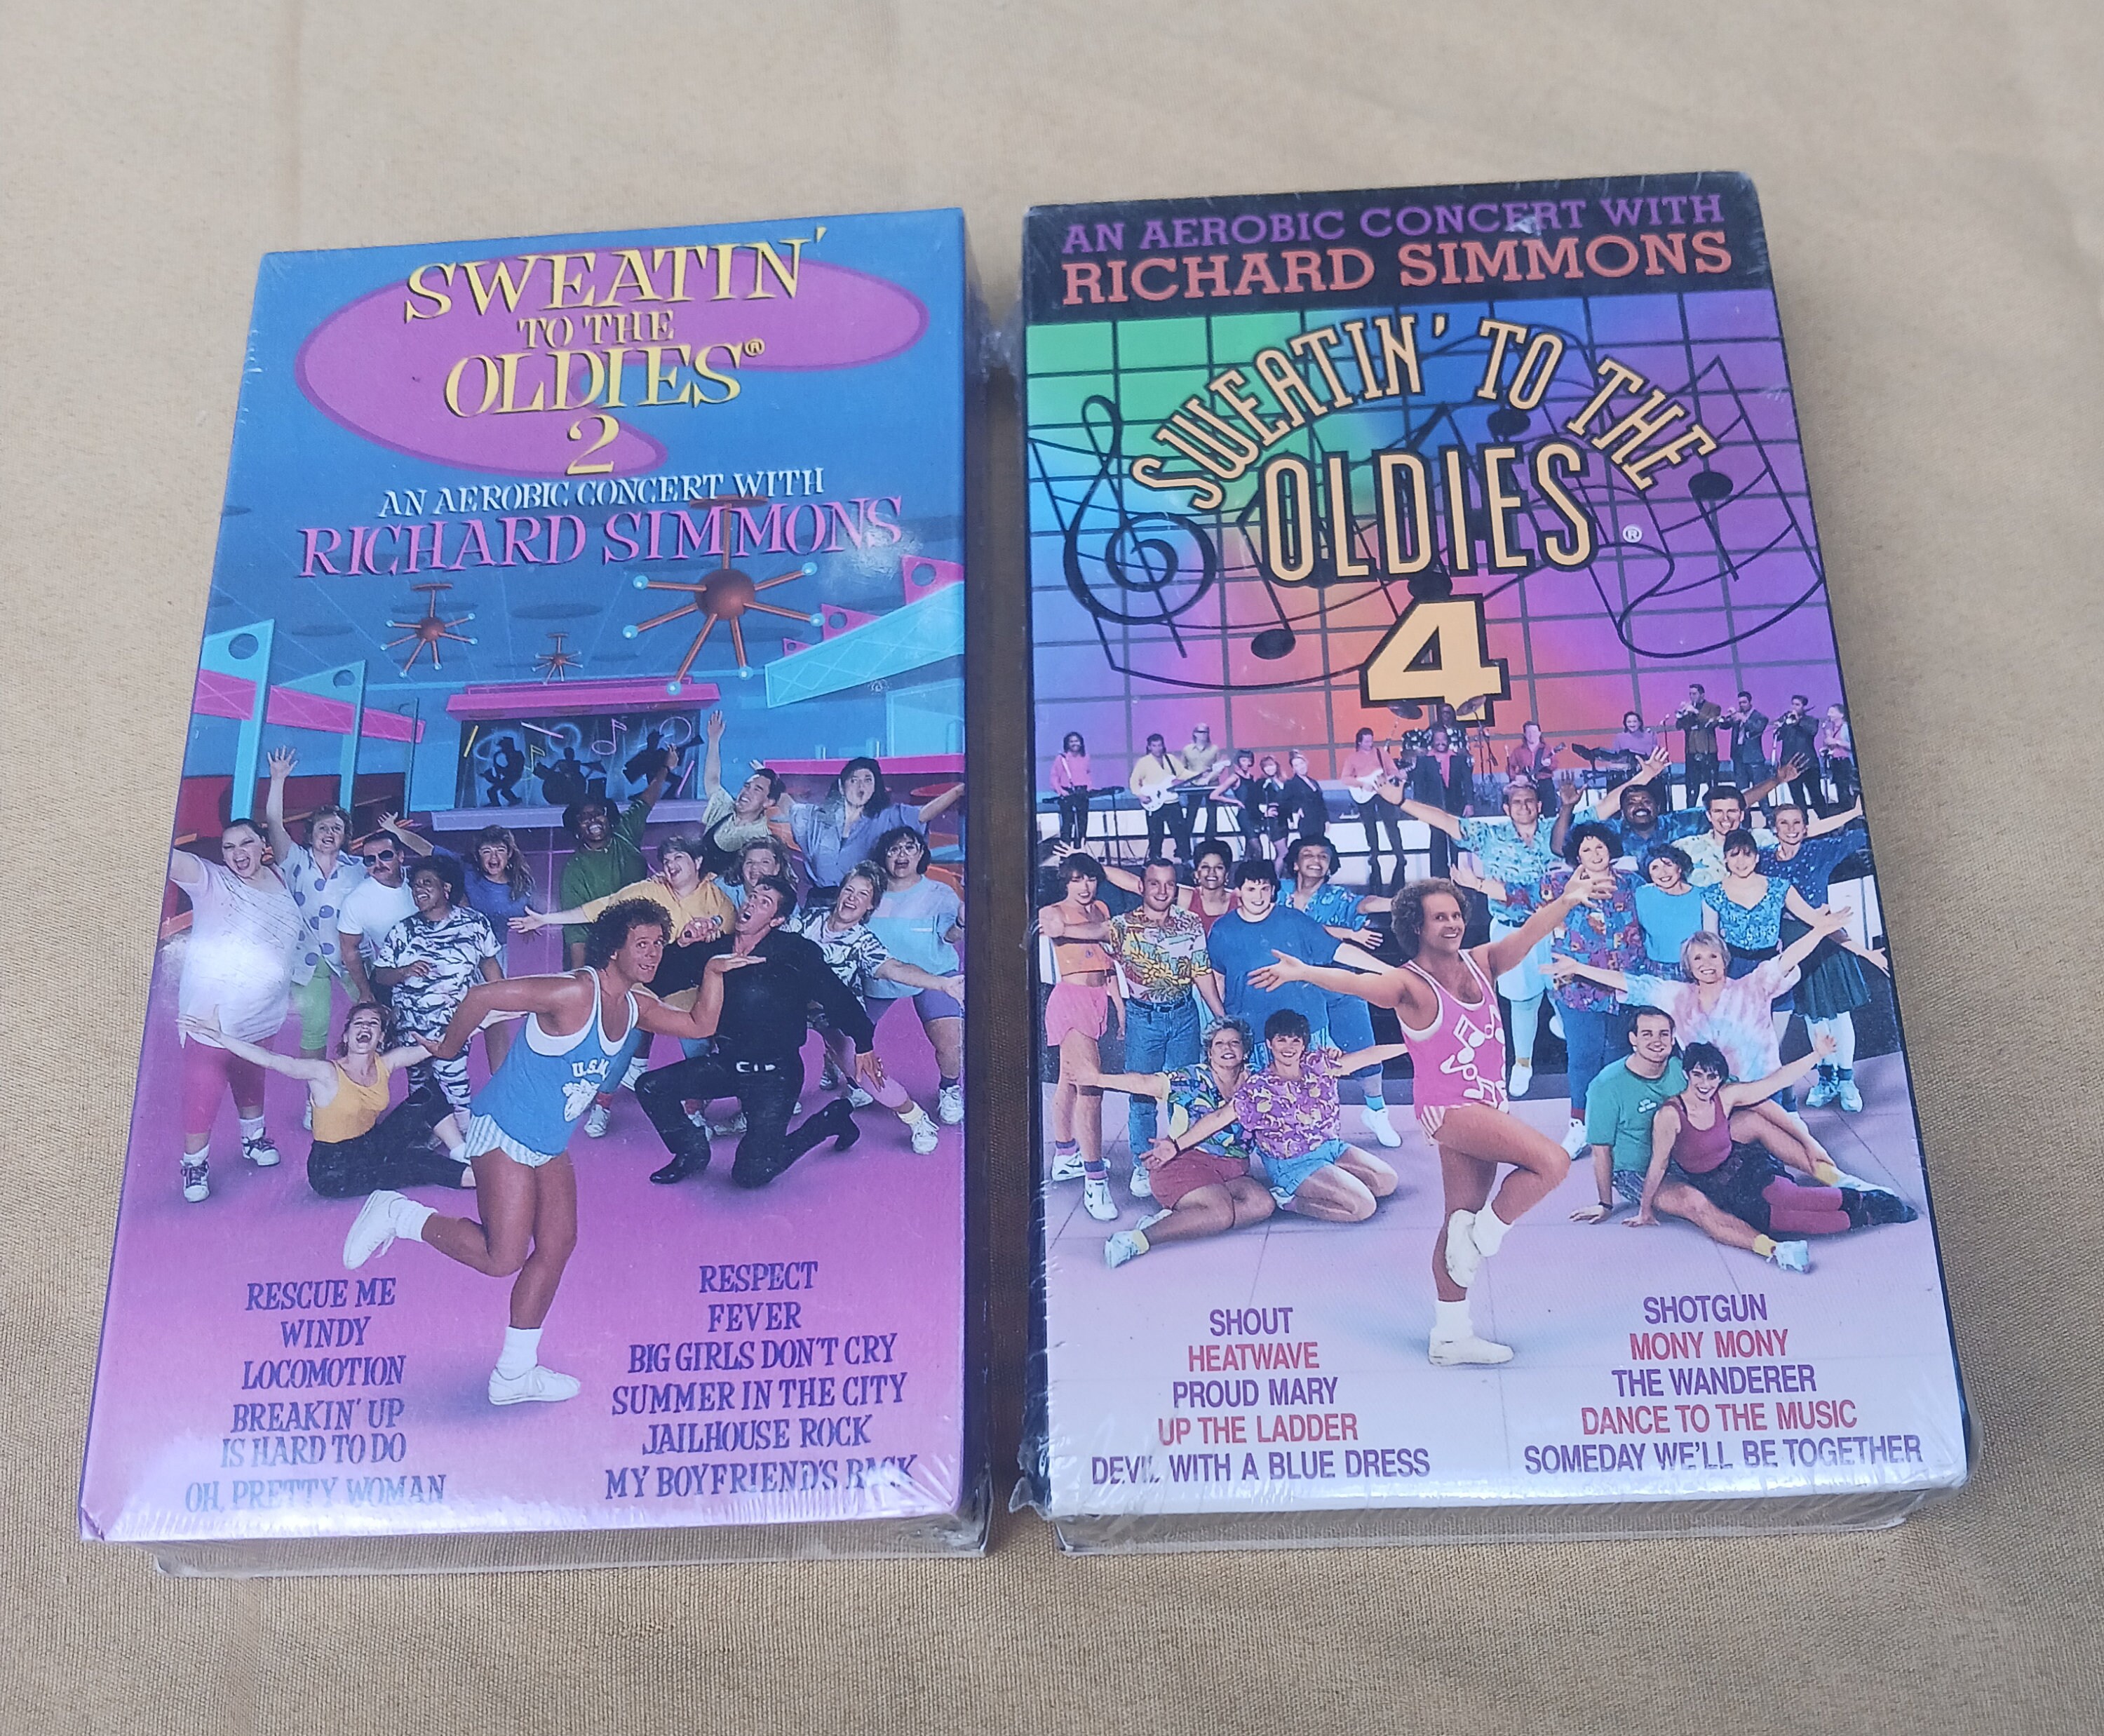 SWEATIN'
TO THE
OLDIES®
2
AN AEROBIC CONCERT WITH
RICHARD SIMMONS
RESCUE ME
WINDY
LOCOMOTION
BREAKIN' UP
IS HARD TO DO
OH, PRETTY WOMAN
RESPECT
FEVER
BIG GIRLS DON'T CRY
SUMMER IN THE CITY
JAILHOUSE ROCK
MY BOYFRIEND'S BACK
AN AEROBIC CONCERT WITH
RICHARD SIMMONS
SWEATIN' TO THE
OLDIES®
4
SHOUT
HEATWAVE
PROUD MARY
UP THE LADDER
DEVIL WITH A BLUE DRESS
SHOTGUN
MONY MONY
THE WANDERER
DANCE TO THE MUSIC
SOMEDAY WE'LL BE TOGETHER